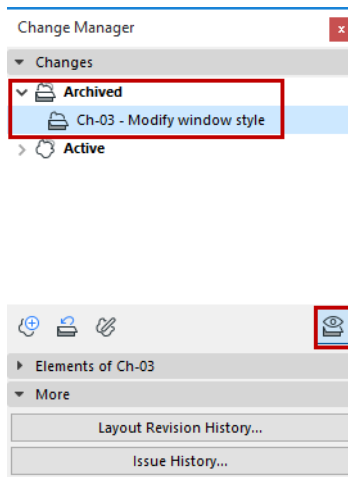 Change Manager
x
Changes
Archived
Ch-03 - Modify window style
Active
Elements of Ch-03
More
Layout Revision History...
Issue History...